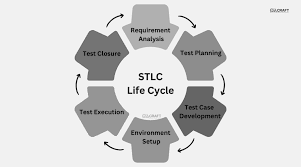 Requirement
Analysis
Test Planning
Test Case
Development
Environment
Setup
Test Execution
Test Closure
STLC
Life Cycle